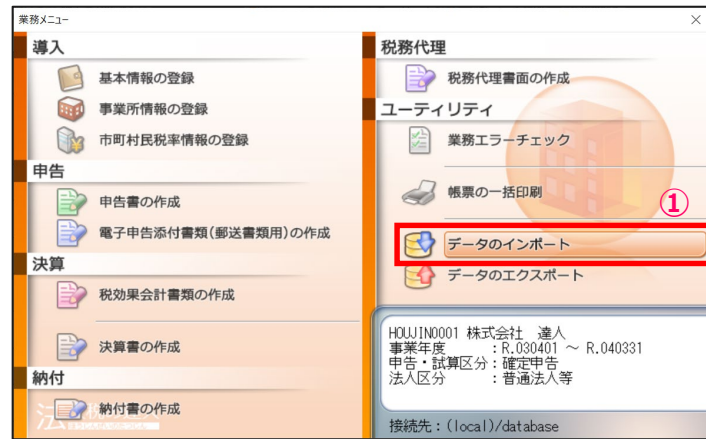 業務メニュー
導入
基本情報の登録
事業所情報の登録
市町村民税率情報の登録
申告
申告書の作成
電子申告添付書類(郵送書類用)の作成
決算
税効果会計書類の作成
決算書の作成
納付
納付書の作成
税務代理
税務代理書面の作成
ユーティリティ
業務エラーチェック
帳票の一括印刷
①
データのインポート
データのエクスポート
HOUJIN0001 株式会社 達人
事業年度 :R.030401 ~ R.040331
申告・試算区分:確定申告
法人区分 :普通法人等
接続先:(local)/database